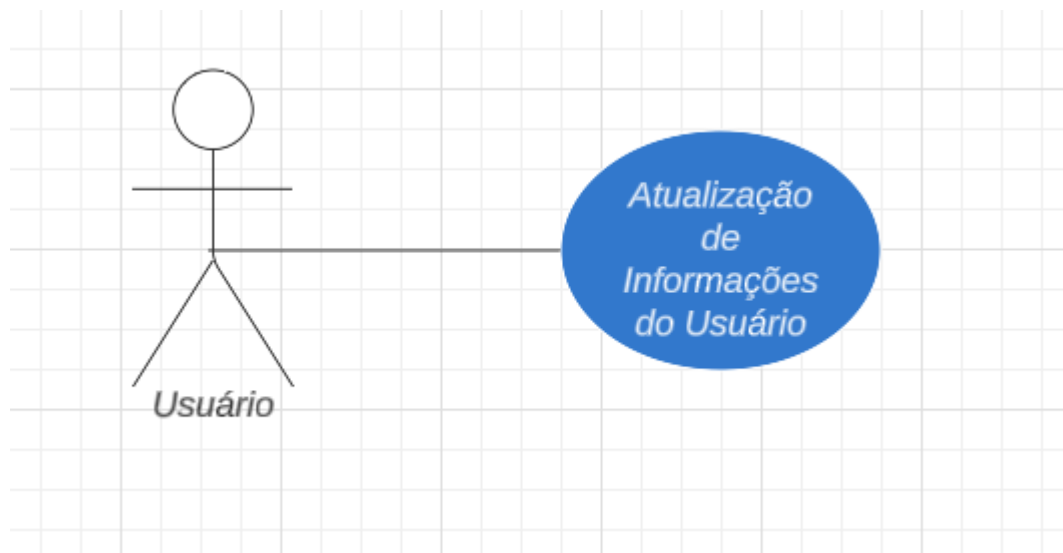 Atualização
de
Informações
do Usuário
Usuário